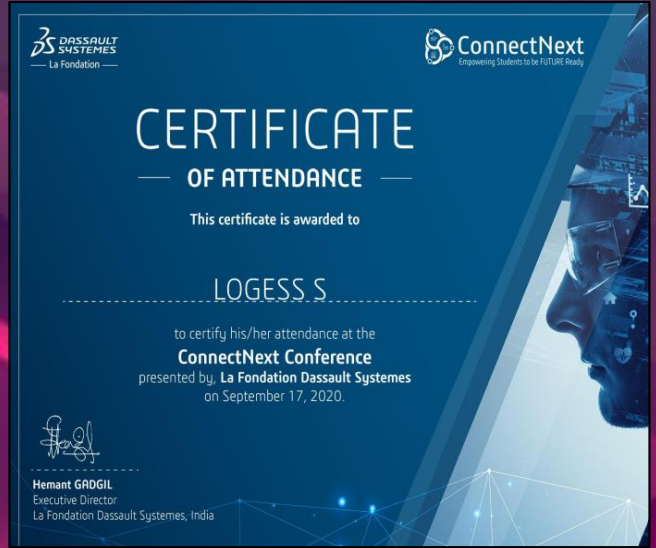 DASSAULT
SYSTEMES
La Fondation
ConnectNext
Empowering Students to be FUTURE Ready
CERTIFICATE
OF ATTENDANCE
This certificate is awarded to
LOGESS S
to certify his/her attendance at the
ConnectNext Conference
presented by, La Fondation Dassault Systemes
on September 17, 2020.
Hemant GADGIL
Executive Director
La Fondation Dassault Systemes, India